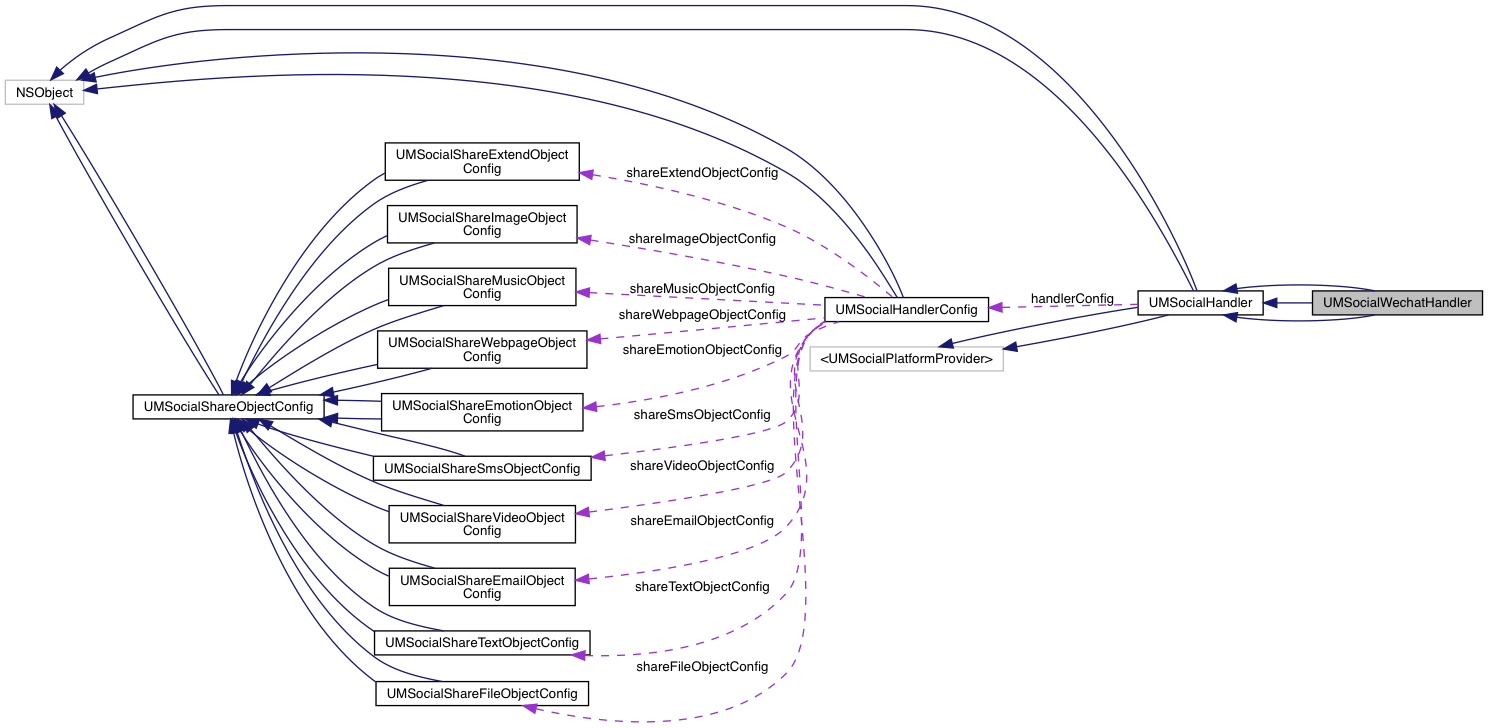 NSObject
UMSocialShareExtendObject
Config
shareExtendObjectConfig
UMSocialShareImageObject
Config
shareImageObjectConfig
UMSocialShareMusicObject
Config
shareMusicObjectConfig
UMSocialHandlerConfig
handlerConfig
UMSocialHandler
UMSocialWechatHandler
shareWebpageObjectConfig
UMSocialShareWebpageObject
Config
shareEmotionObjectConfig
<UMSocialPlatformProvider>
UMSocialShareObjectConfig
UMSocialShareEmotionObject
Config
shareSmsObjectConfig
UMSocialShareSmsObjectConfig
shareVideoObjectConfig
UMSocialShareVideoObject
Config
shareEmailObjectConfig
UMSocialShareEmailObject
Config
shareTextObjectConfig
UMSocialShareTextObjectConfig
shareFileObjectConfig
UMSocialShareFileObjectConfig